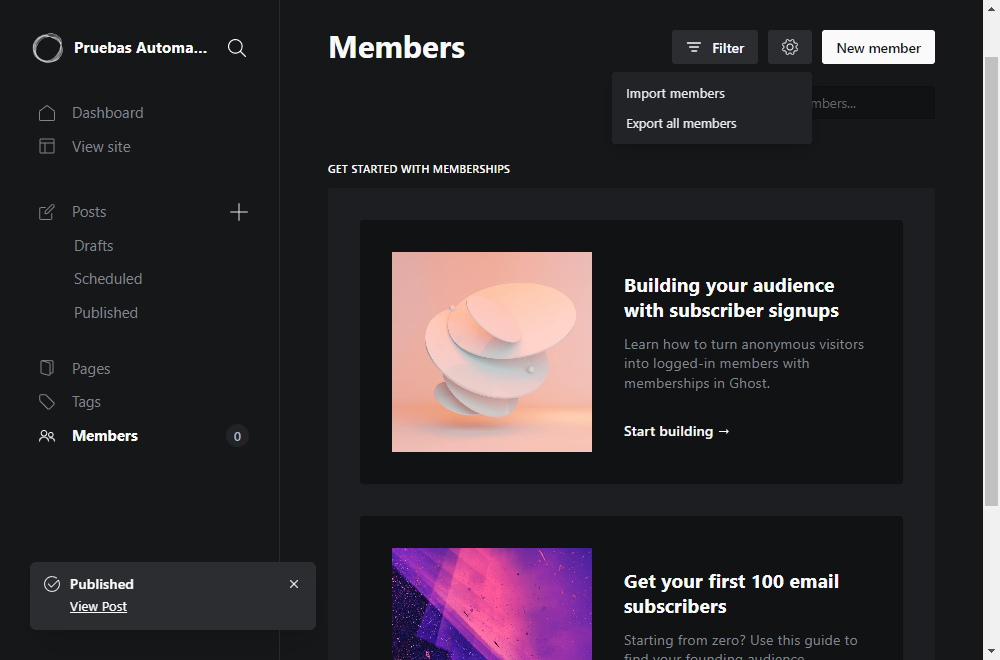 Pruebas Automa...
Dashboard
View site
Posts
Drafts
Scheduled
Published
Pages
Tags
Members
0
Published
View Post
Members
Filter
New member
Import members
Export all members
mbers...
GET STARTED WITH MEMBERSHIPS
Building your audience
with subscriber signups
Learn how to turn anonymous visitors
into logged-in members with
memberships in Ghost.
Start building →
Get your first 100 email
subscribers
Starting from zero? Use this guide to
find your founding audience